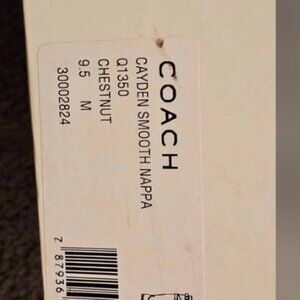 COACH
CAYDEN SMOOTH NAPPA
Q1350
CHESTNUT
9.5 M
30002824
7 87936